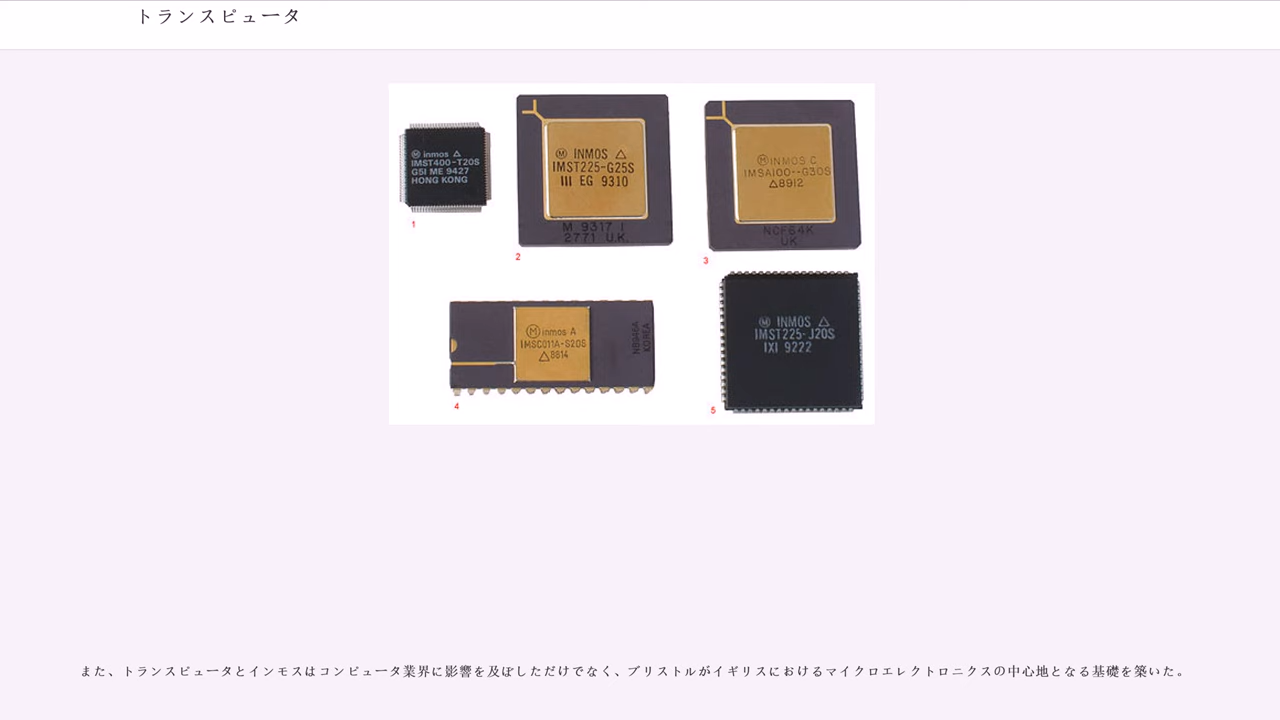 トランスピュータ
inmos
IMST400-T20S
G5I ME 9427
HONG KONG
1
INMOS
IMST225-G25S
III EG 9310
M 9317 I
2771 U.K.
2
INMOS C
IMSA100--G30S
8912
NCF64K
UK
3
inmos A
IMSC011A-S20S
8814
KOREA
4
INMOS
IMST225-J20S
IXI 9222
5
また、トランスピュータとインモスはコンピュータ業界に影響を及ぼしただけでなく、ブリストルがイギリスにおけるマイクロエレクトロニクスの中心地となる基礎を築いた。